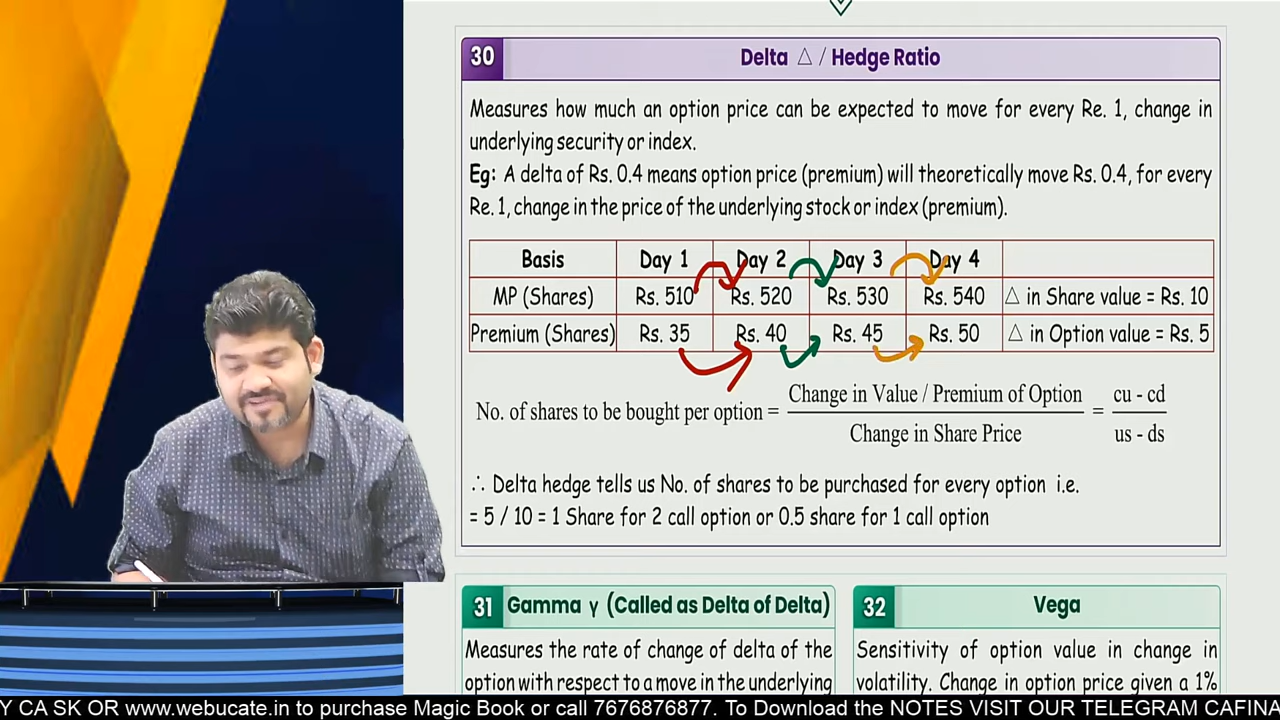 30 Delta △ / Hedge Ratio
Measures how much an option price can be expected to move for every Re. 1, change in
underlying security or index.
Eg: A delta of Rs. 0.4 means option price (premium) will theoretically move Rs. 0.4, for every
Re. 1, change in the price of the underlying stock or index (premium).
Basis Day 1 Day 2 Day 3 Day 4
MP (Shares) Rs. 510 Rs. 520 Rs. 530 Rs. 540 △ in Share value = Rs. 10
Premium (Shares) Rs. 35 Rs. 40 Rs. 45 Rs. 50 △ in Option value = Rs. 5
No. of shares to be bought per option = Change in Value / Premium of Option = cu - cd
Change in Share Price us - ds
∴ Delta hedge tells us No. of shares to be purchased for every option i.e.
= 5 / 10 = 1 Share for 2 call option or 0.5 share for 1 call option
31 Gamma γ (Called as Delta of Delta)
Measures the rate of change of delta of the
option with respect to a move in the underlying
32 Vega
Sensitivity of option value in change in
volatility. Change in option price given a 1%
Y CA SK OR www.webucate.in to purchase Magic Book or call 7676876877. To Download the NOTES VISIT OUR TELEGRAM CAFINA